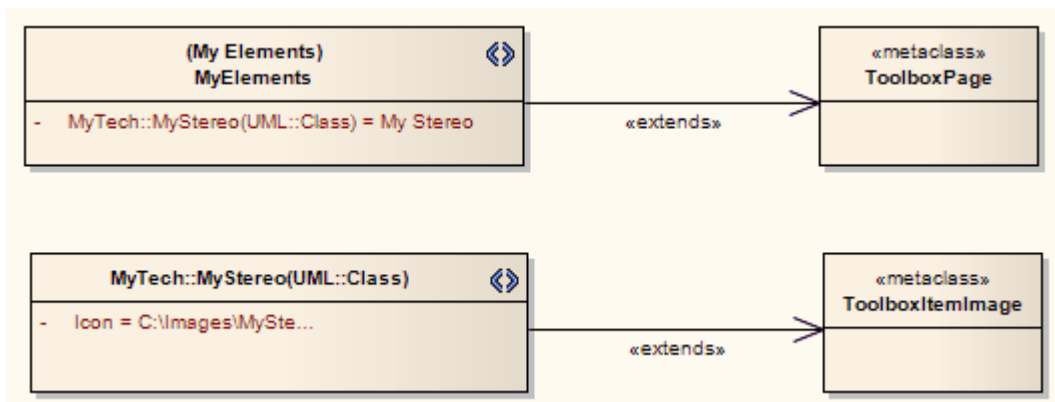 (My Elements)
MyElements
- MyTech::MyStereo(UML::Class) = My Stereo
«extends»
«metaclass»
ToolboxPage
MyTech::MyStereo(UML::Class)
- Icon = C:\Images\MySte...
«extends»
«metaclass»
ToolboxItemImage